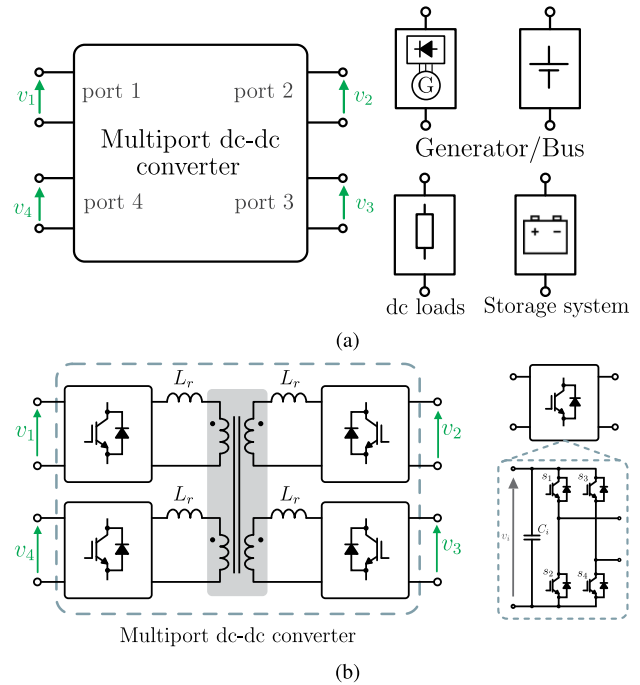 port 1
port 2
v1
v2
Multiport dc-dc
converter
v4
v3
port 4
port 3
G
Generator/Bus
+ −
dc loads
Storage system
(a)
Lr
Lr
v1
v2
Lr
Lr
v4
v3
Multiport dc-dc converter
s1
s3
vi
Ci
s2
s4
(b)